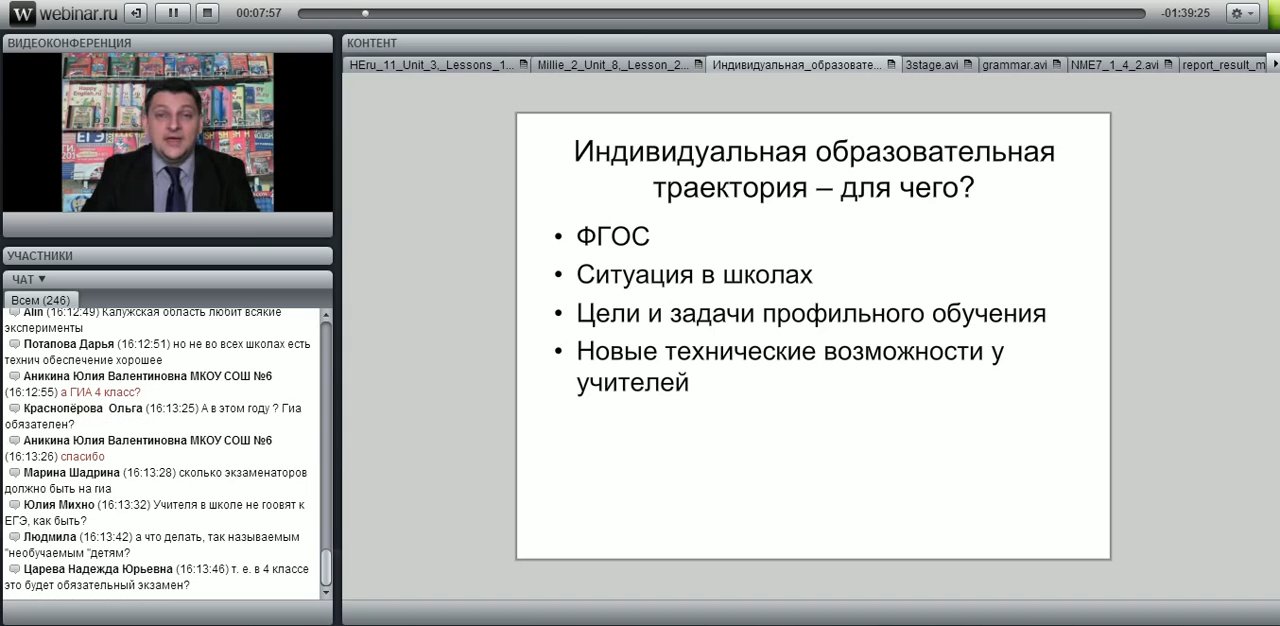 W webinar.ru
00:07:57
-01:39:25
ВИДЕОКОНФЕРЕНЦИЯ
Happy
English.ru
ЕГЭ
УЧАСТНИКИ
ЧАТ
Всем (246)
Alin (16:12:49) Калужская область любит всякие
эксперименты
Потапова Дарья (16:12:51) но не во всех школах есть
технич обеспечение хорошее
Аникина Юлия Валентиновна МКОУ СОШ №6
(16:12:55) а ГИА 4 класс?
Краснопёрова Ольга (16:13:25) А в этом году ? Гиа
обязателен?
Аникина Юлия Валентиновна МКОУ СОШ №6
(16:13:26) спасибо
Марина Шадрина (16:13:28) сколько экзаменаторов
должно быть на гиа
Юлия Михно (16:13:32) Учителя в школе не гоовят к
ЕГЭ, как быть?
Людмила (16:13:42) а что делать, так называемым
"необучаемым "детям?
Царева Надежда Юрьевна (16:13:46) т. е. в 4 классе
это будет обязательный экзамен?
КОНТЕНТ
HEru_11_Unit_3,_Lessons_1...
Millie_2_Unit_8,_Lesson_2...
Индивидуальная_образовате...
3stage.avi
grammar.avi
NME7_1_4_2.avi
report_result_m
Индивидуальная образовательная
траектория – для чего?
• ФГОС
• Ситуация в школах
• Цели и задачи профильного обучения
• Новые технические возможности у
учителей